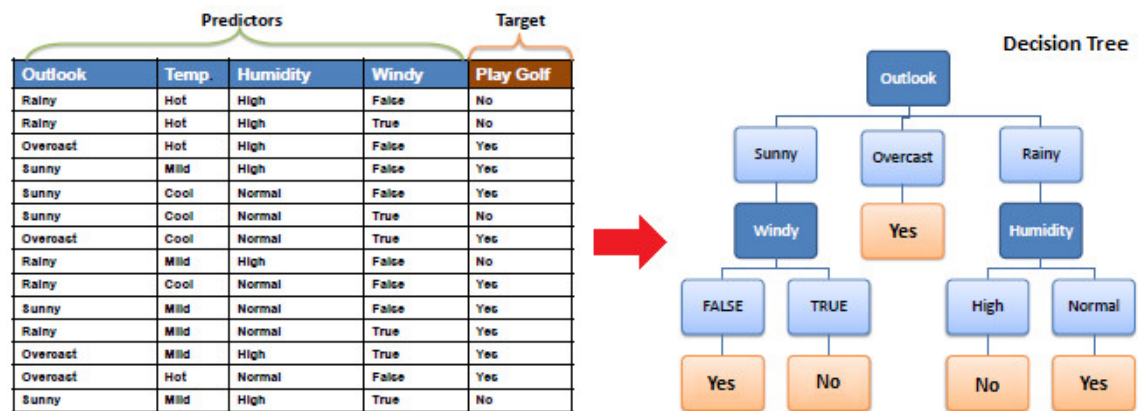 Predictors Target
Outlook Temp. Humidity Windy Play Golf
Rainy Hot High False No
Rainy Hot High True No
Overcast Hot High False Yes
Sunny Mild High False Yes
Sunny Cool Normal False Yes
Sunny Cool Normal True No
Overcast Cool Normal True Yes
Rainy Mild High False No
Rainy Cool Normal False Yes
Sunny Mild Normal False Yes
Rainy Mild Normal True Yes
Overcast Mild High True Yes
Overcast Hot Normal False Yes
Sunny Mild High True No
Decision Tree
Outlook
Sunny Overcast Rainy
Windy Yes Humidity
FALSE TRUE High Normal
Yes No No Yes